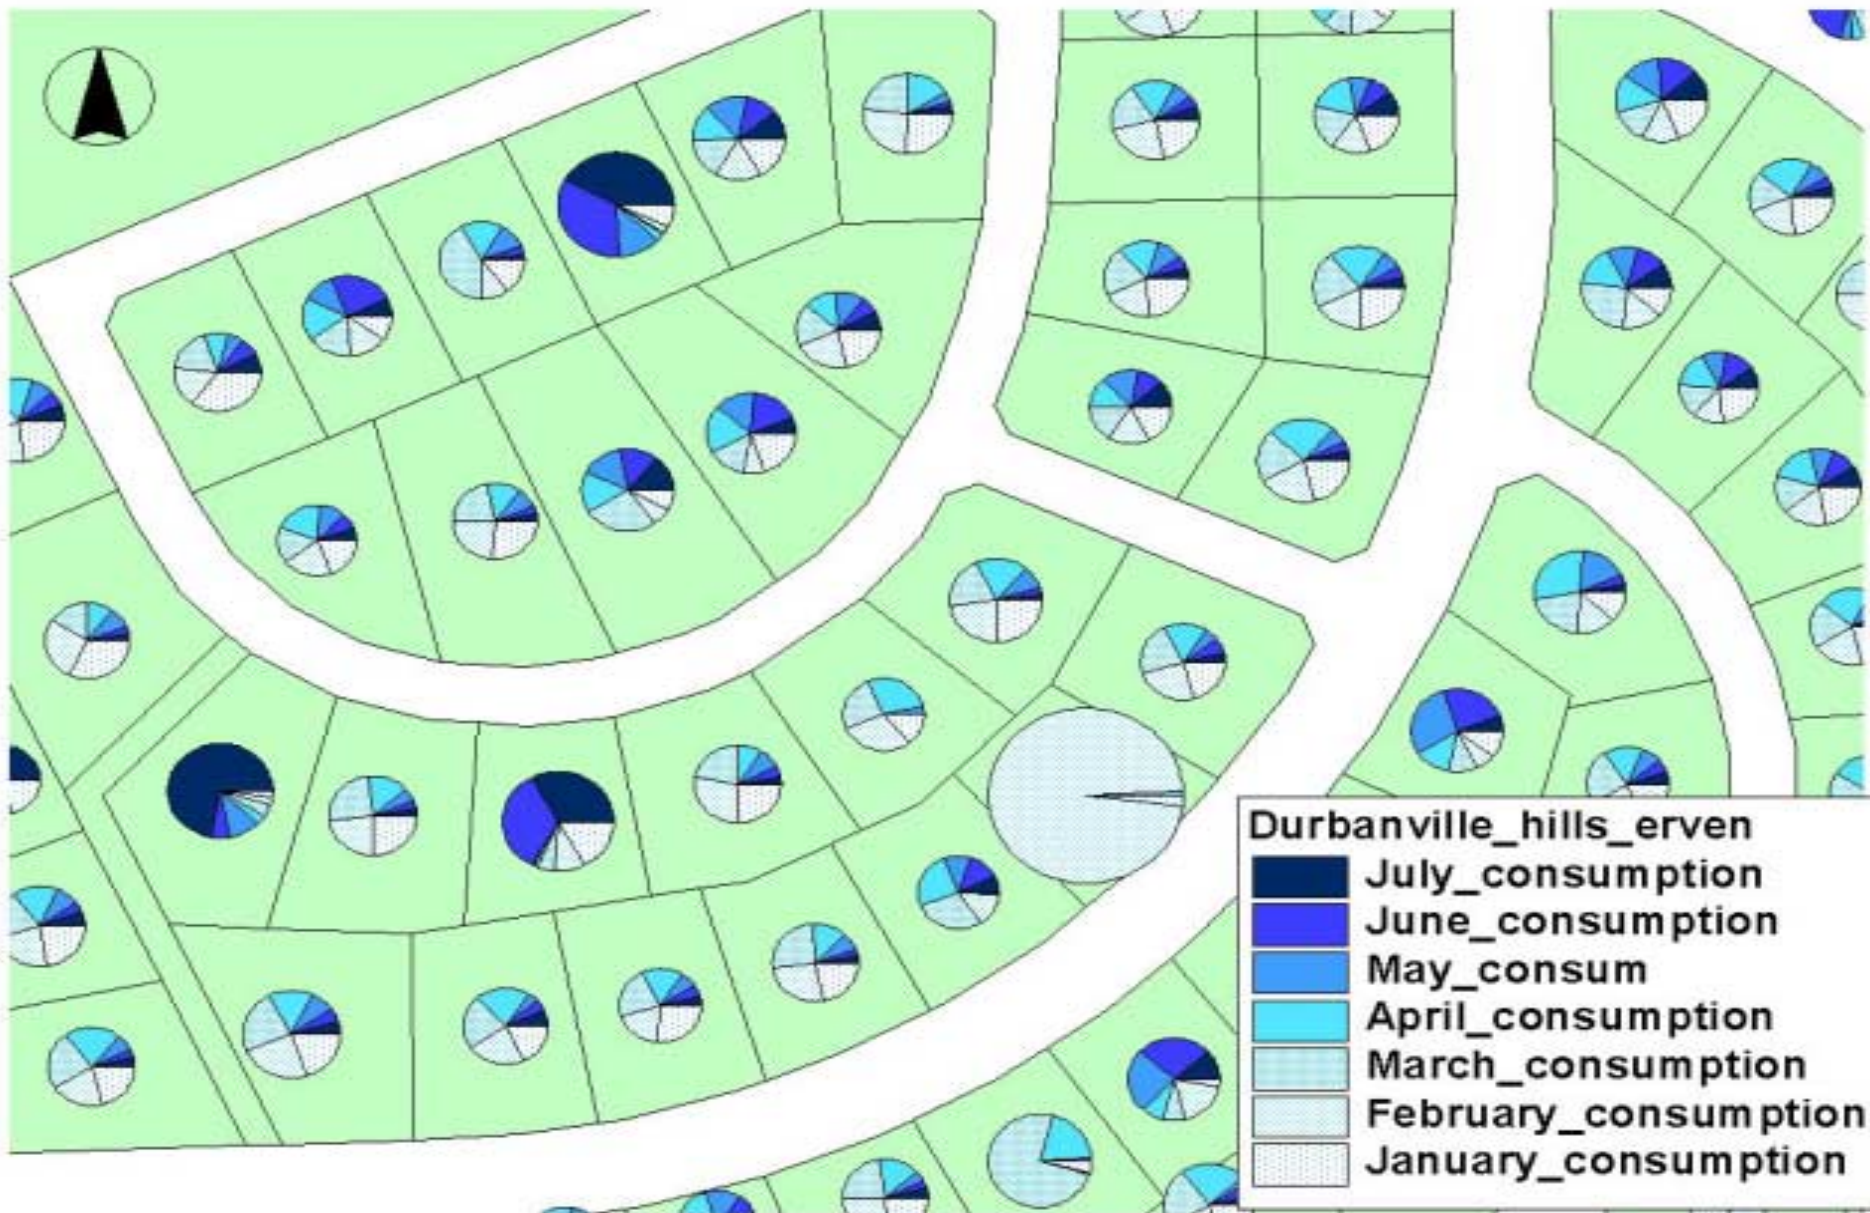 Durbanville_hills_erven
July_consumption
June_consumption
May_consum
April_consumption
March_consumption
February_consumption
January_consumption